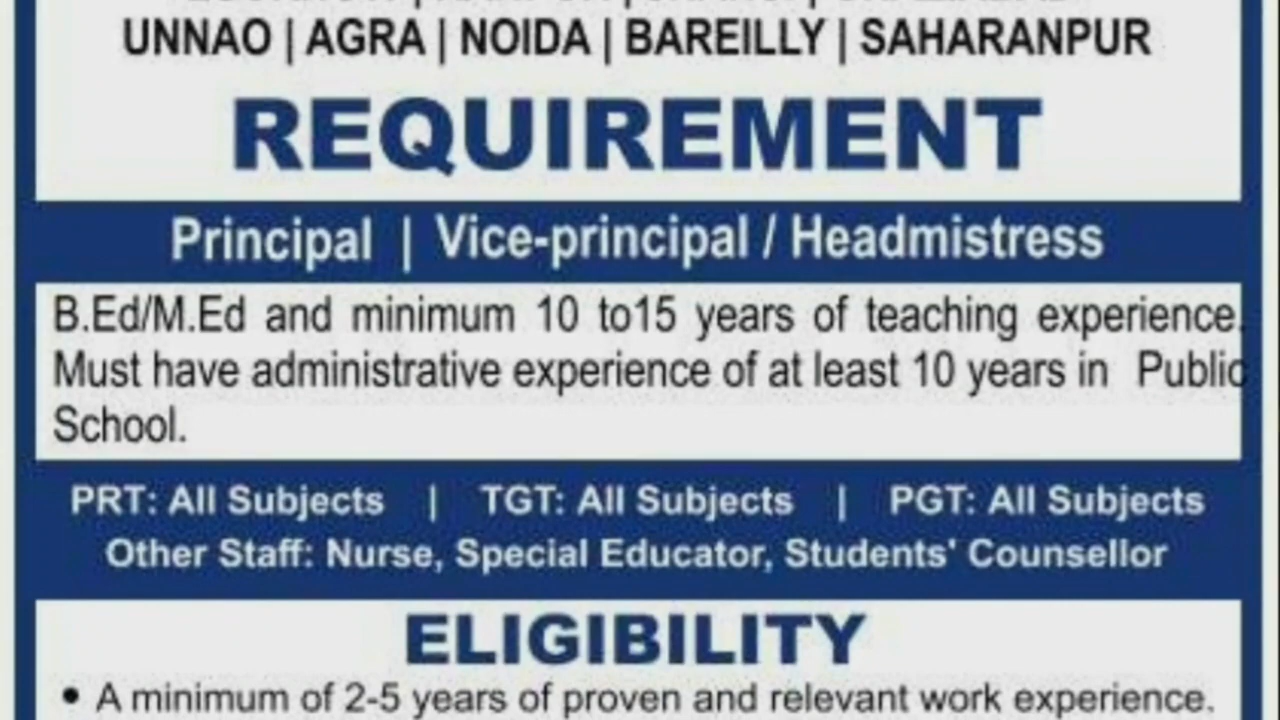 UNNAO | AGRA | NOIDA | BAREILLY | SAHARANPUR
REQUIREMENT
Principal | Vice-principal / Headmistress
B.Ed/M.Ed and minimum 10 to15 years of teaching experience.
Must have administrative experience of at least 10 years in Public
School.
PRT: All Subjects | TGT: All Subjects | PGT: All Subjects
Other Staff: Nurse, Special Educator, Students' Counsellor
ELIGIBILITY
• A minimum of 2-5 years of proven and relevant work experience.